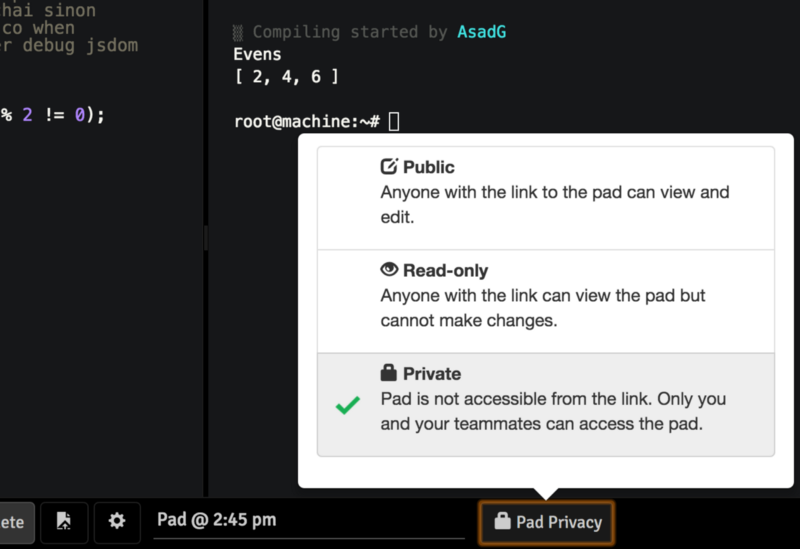 hai sinon
co when
er debug jsdom
% 2 != 0);
Compiling started by AsadG
Evens
[ 2, 4, 6 ]
root@machine:~#
Public
Anyone with the link to the pad can view and
edit.
Read-only
Anyone with the link can view the pad but
cannot make changes.
Private
Pad is not accessible from the link. Only you
and your teammates can access the pad.
ete
Pad @ 2:45 pm
Pad Privacy